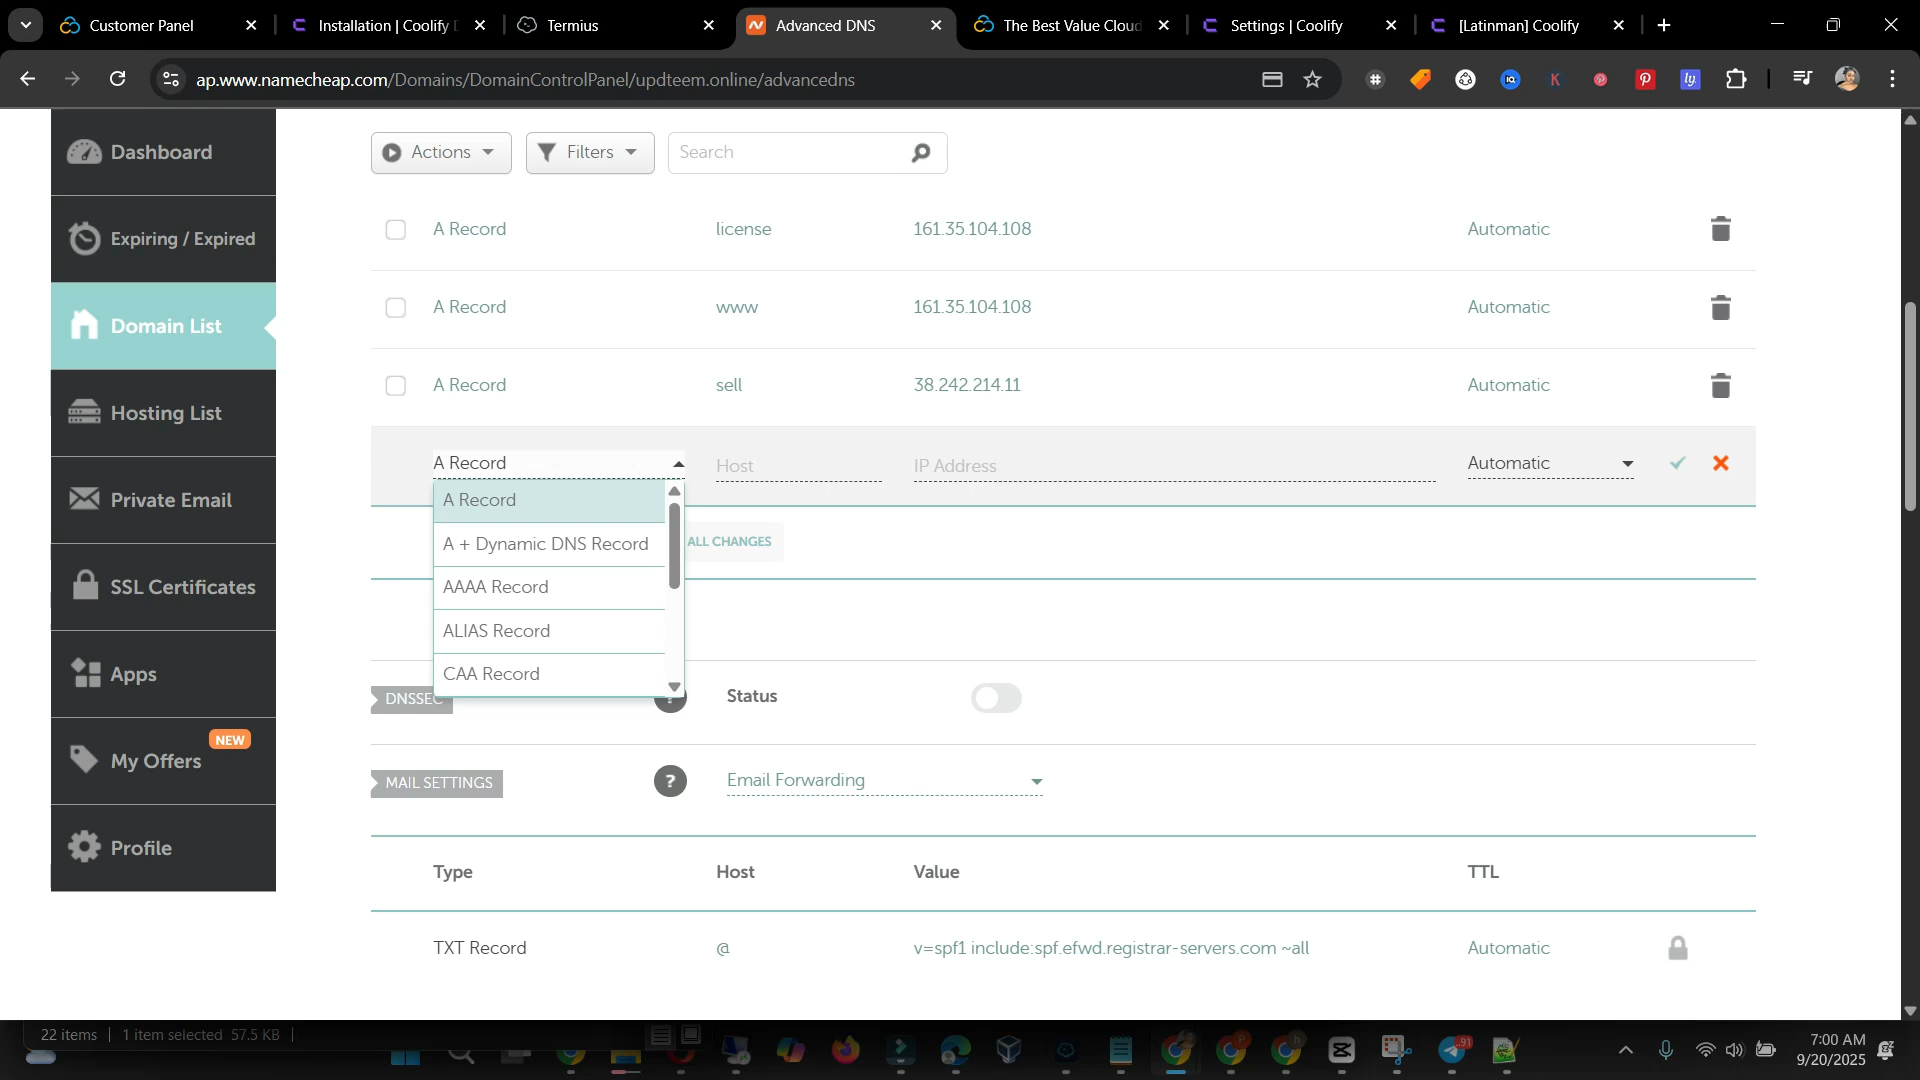 Customer Panel
Installation | Coolify D
Termius
Advanced DNS
The Best Value Cloud
Settings | Coolify
[Latinman] Coolify
ap.www.namecheap.com/Domains/DomainControlPanel/updteem.online/advancedns
Dashboard
Expiring / Expired
Domain List
Hosting List
Private Email
SSL Certificates
Apps
NEW
My Offers
Profile
Actions
Filters
Search
A Record license 161.35.104.108 Automatic
A Record www 161.35.104.108 Automatic
A Record sell 38.242.214.11 Automatic
A Record Host IP Address Automatic
A Record
A + Dynamic DNS Record
AAAA Record
ALIAS Record
CAA Record
ALL CHANGES
DNSSEC ? Status
MAIL SETTINGS ? Email Forwarding
Type Host Value TTL
TXT Record @ v=spf1 include:spf.efwd.registrar-servers.com ~all Automatic
22 items 1 item selected 57.5 KB
91
7:00 AM
9/20/2025